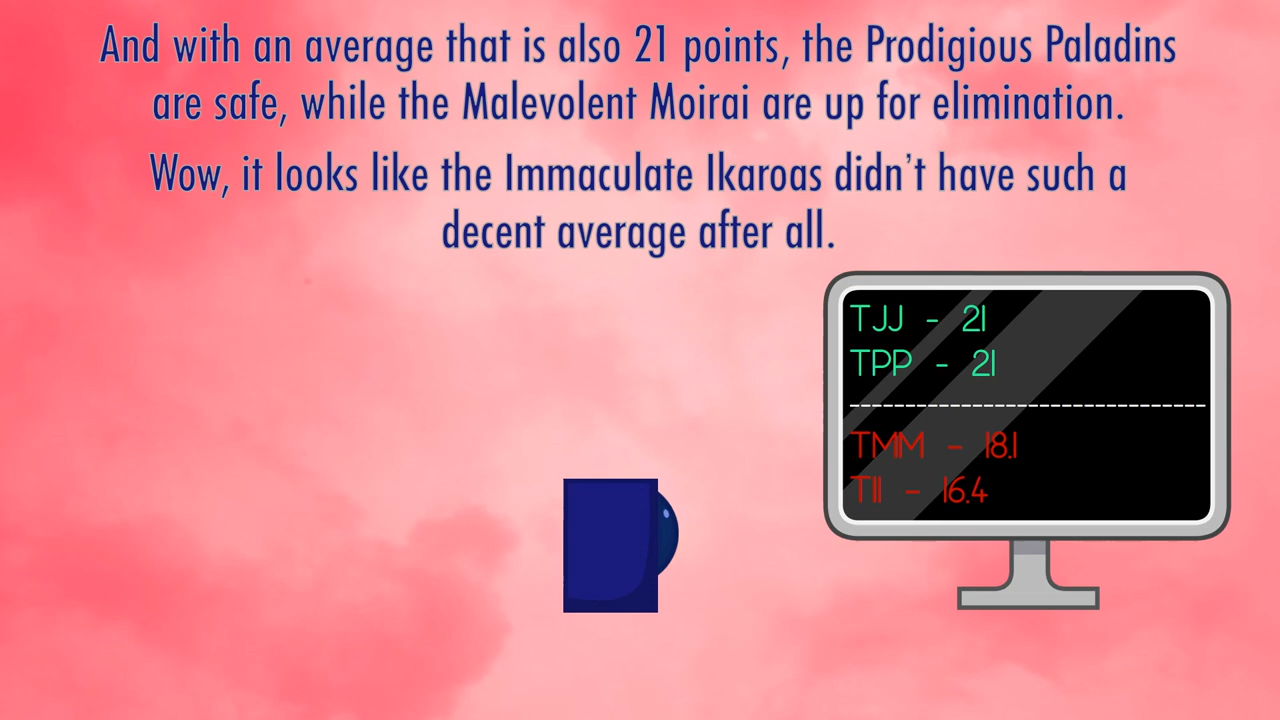 And with an average that is also 21 points, the Prodigious Paladins
are safe, while the Malevolent Moirai are up for elimination.
Wow, it looks like the Immaculate Ikaroas didn't have such a
decent average after all.
TJJ - 21
TPP - 21
TMM - 18.1
TII - 16.4